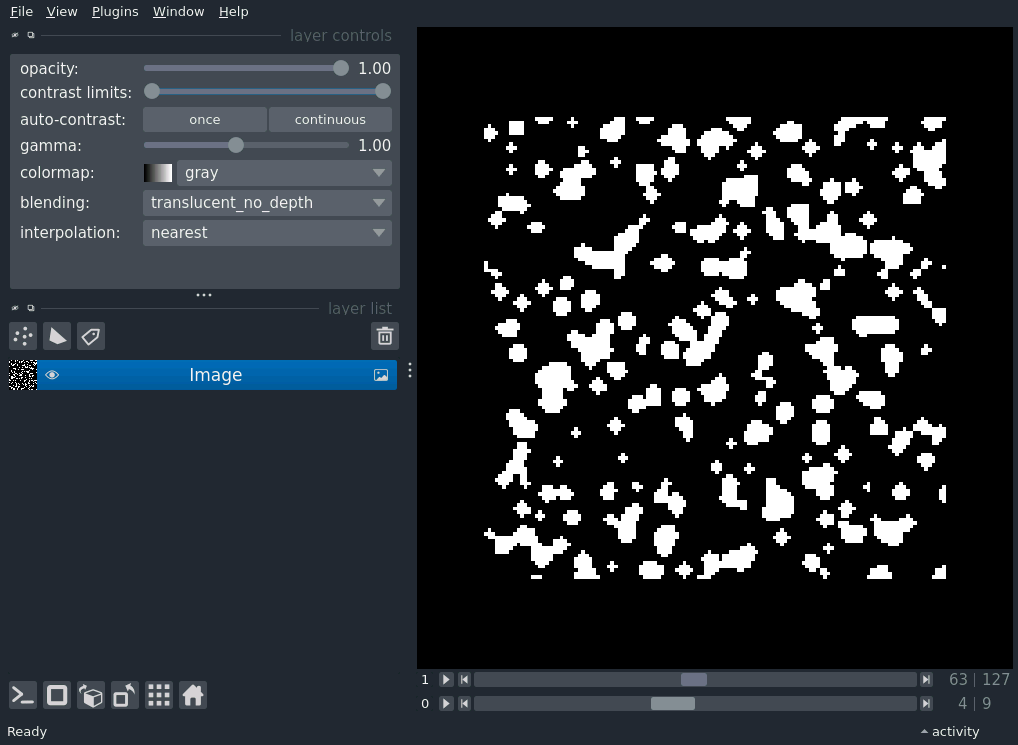 File View Plugins Window Help
layer controls
opacity: 1.00
contrast limits:
auto-contrast: once continuous
gamma: 1.00
colormap: gray
blending: translucent_no_depth
interpolation: nearest
layer list
Image
1 63 | 127
0 4 | 9
Ready activity